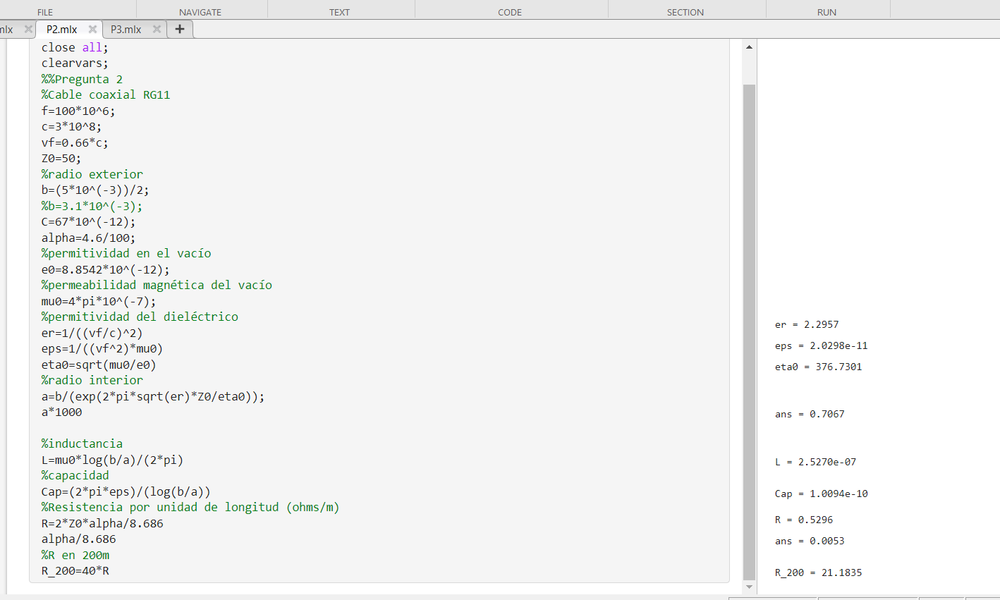 FILE NAVIGATE TEXT CODE SECTION RUN
mlx P2.mlx P3.mlx
close all;
clearvars;
%%Pregunta 2
%Cable coaxial RG11
f=100*10^6;
c=3*10^8;
vf=0.66*c;
Z0=50;
%radio exterior
b=(5*10^(-3))/2;
%b=3.1*10^(-3);
C=67*10^(-12);
alpha=4.6/100;
%permitividad en el vacío
e0=8.8542*10^(-12);
%permeabilidad magnética del vacío
mu0=4*pi*10^(-7);
%permitividad del dieléctrico
er=1/((vf/c)^2)
eps=1/((vf^2)*mu0)
eta0=sqrt(mu0/e0)
%radio interior
a=b/(exp(2*pi*sqrt(er)*Z0/eta0));
a*1000
%inductancia
L=mu0*log(b/a)/(2*pi)
%capacidad
Cap=(2*pi*eps)/(log(b/a))
%Resistencia por unidad de longitud (ohms/m)
R=2*Z0*alpha/8.686
alpha/8.686
%R en 200m
R_200=40*R
er = 2.2957
eps = 2.0298e-11
eta0 = 376.7301
ans = 0.7067
L = 2.5270e-07
Cap = 1.0094e-10
R = 0.5296
ans = 0.0053
R_200 = 21.1835